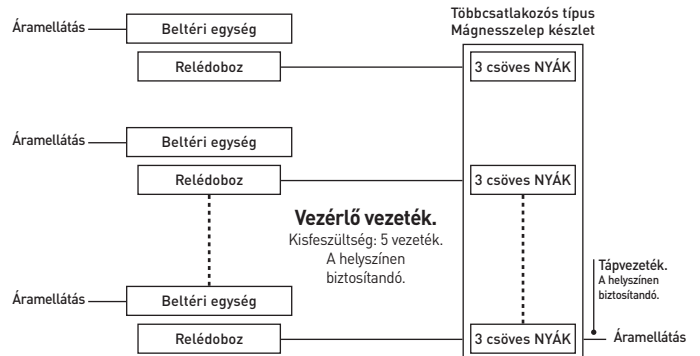 Többcsatlakozós típus
Mágnesszelep készlet
Áramellátás
Beltéri egység
Relédoboz
3 csöves NYÁK
Áramellátás
Beltéri egység
Relédoboz
3 csöves NYÁK
Vezérlő vezeték.
Kisfeszültség: 5 vezeték.
A helyszínen
biztosítandó.
Tápvezeték.
A helyszínen
biztosítandó.
Áramellátás
Beltéri egység
Relédoboz
3 csöves NYÁK
Áramellátás